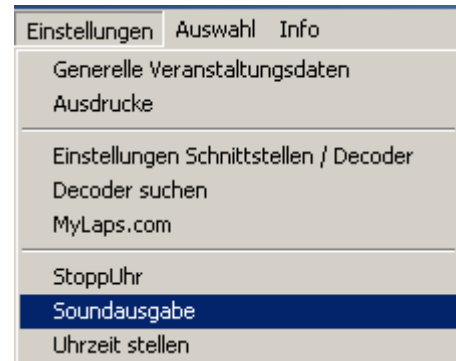 Einstellungen Auswahl Info
Generelle Veranstaltungsdaten
Ausdrucke
Einstellungen Schnittstellen / Decoder
Decoder suchen
MyLaps.com
StoppUhr
Soundausgabe
Uhrzeit stellen